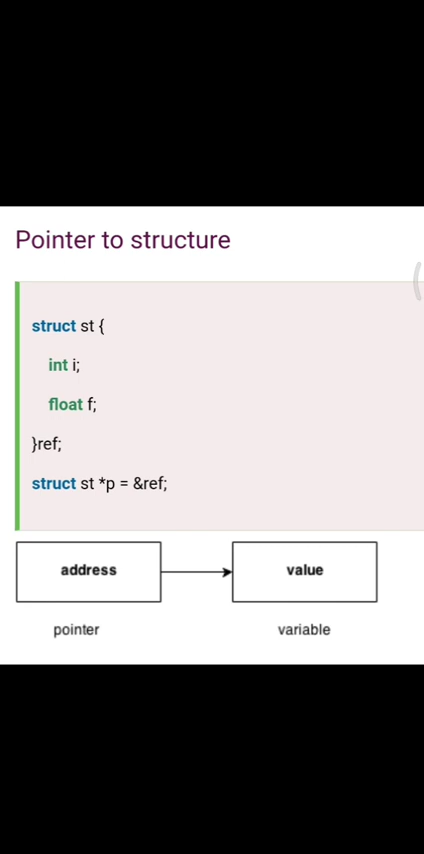 Pointer to structure
struct st {
int i;
float f;
}ref;
struct st *p = &ref;
address value
pointer variable